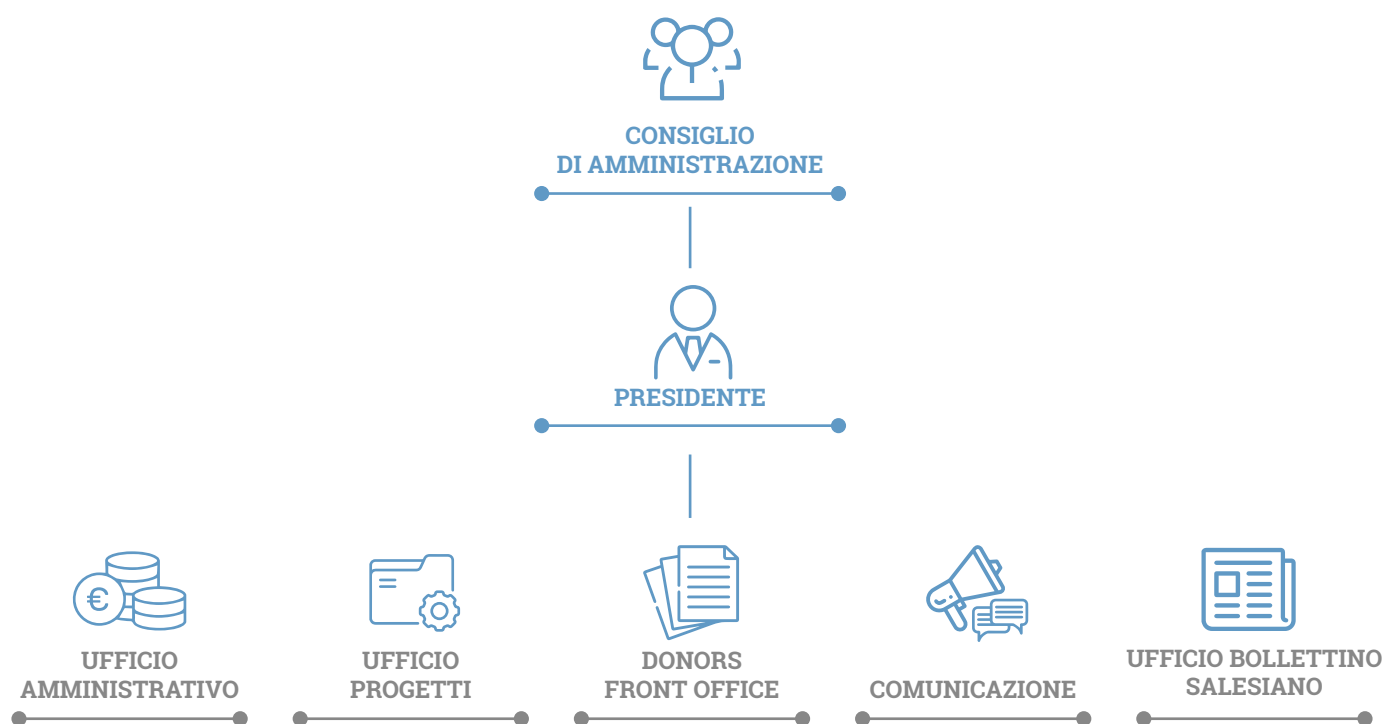 CONSIGLIO
DI AMMINISTRAZIONE
PRESIDENTE
€
UFFICIO
AMMINISTRATIVO
UFFICIO
PROGETTI
DONORS
FRONT OFFICE
COMUNICAZIONE
UFFICIO BOLLETTINO
SALESIANO